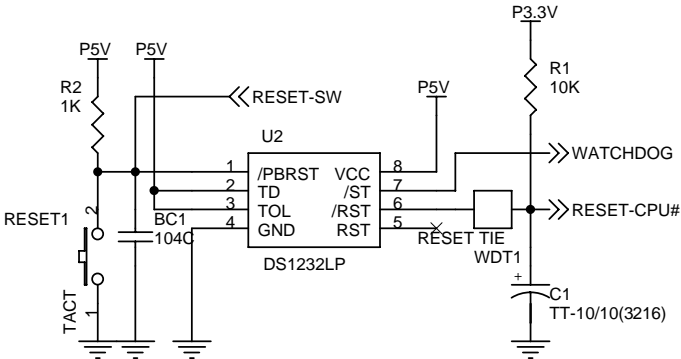 P3.3V
P5V
P5V
R2
1K
R1
10K
RESET-SW
P5V
U2
1
/PBRST
VCC
8
WATCHDOG
2
TD
/ST
7
3
TOL
/RST
6
RESET-CPU#
4
GND
RST
5
RESET1
2
BC1
104C
RESET TIE
WDT1
DS1232LP
TACT
1
+
C1
TT-10/10(3216)